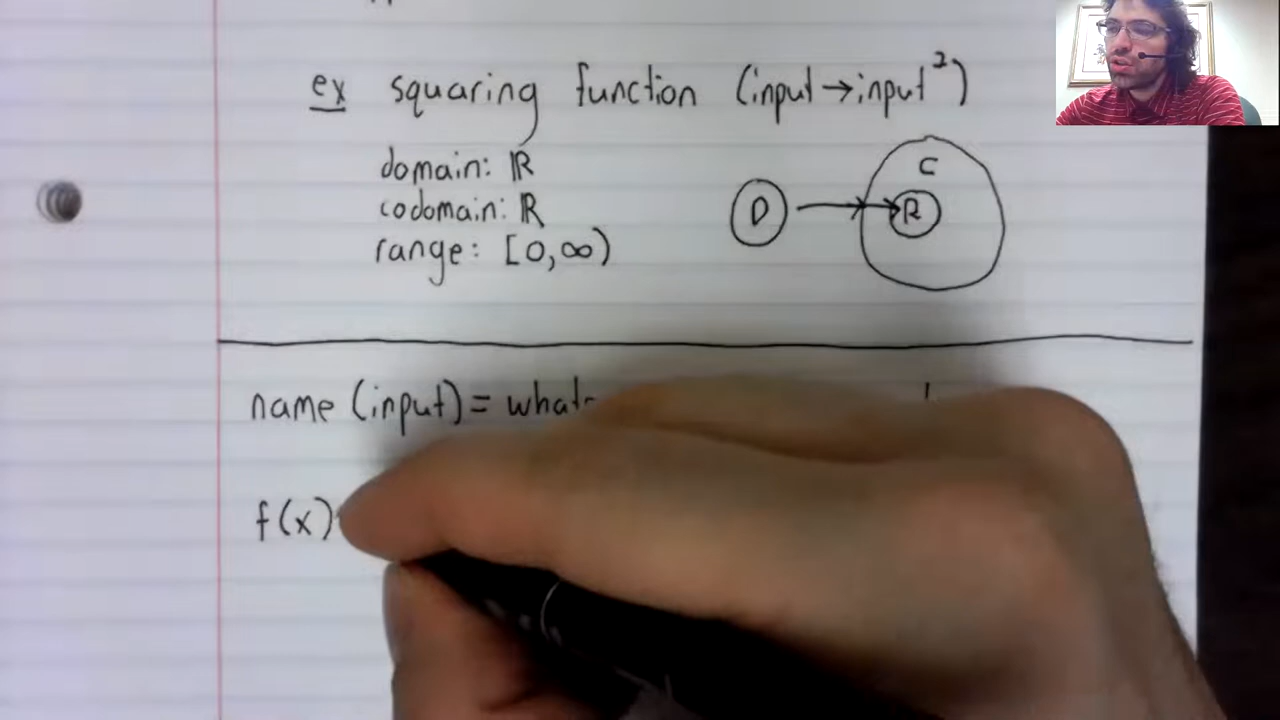 ex squaring function (input→input²)
domain: ℝ
codomain: ℝ
range: [0,∞)
D
C
R
name (input) =
f(x)